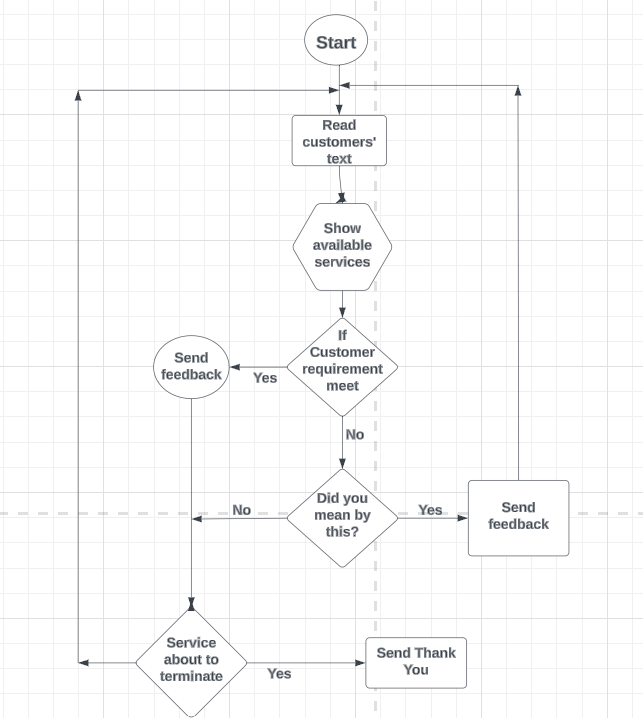 Start
Read
customers'
text
Show
available
services
If
Customer
requirement
meet
Send
feedback
Yes
No
Did you
mean by
this?
No
Yes
Send
feedback
Service
about to
terminate
Yes
Send Thank
You